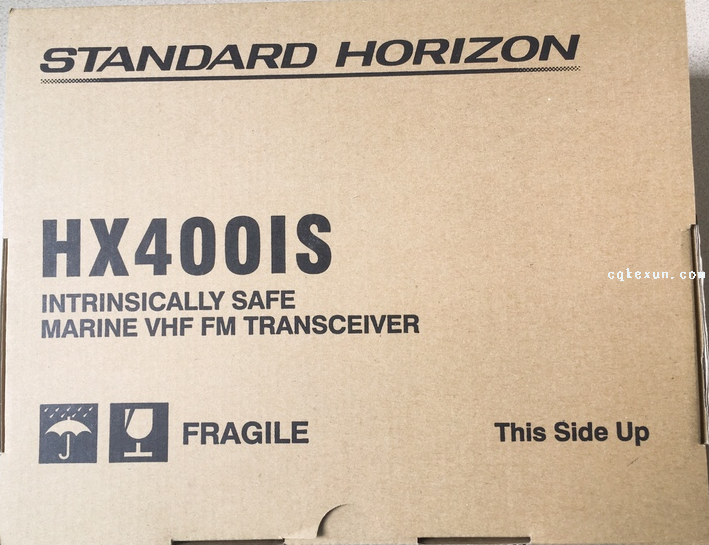 STANDARD HORIZON
HX400IS
cqtexun.com
INTRINSICALLY SAFE
MARINE VHF FM TRANSCEIVER
FRAGILE
This Side Up